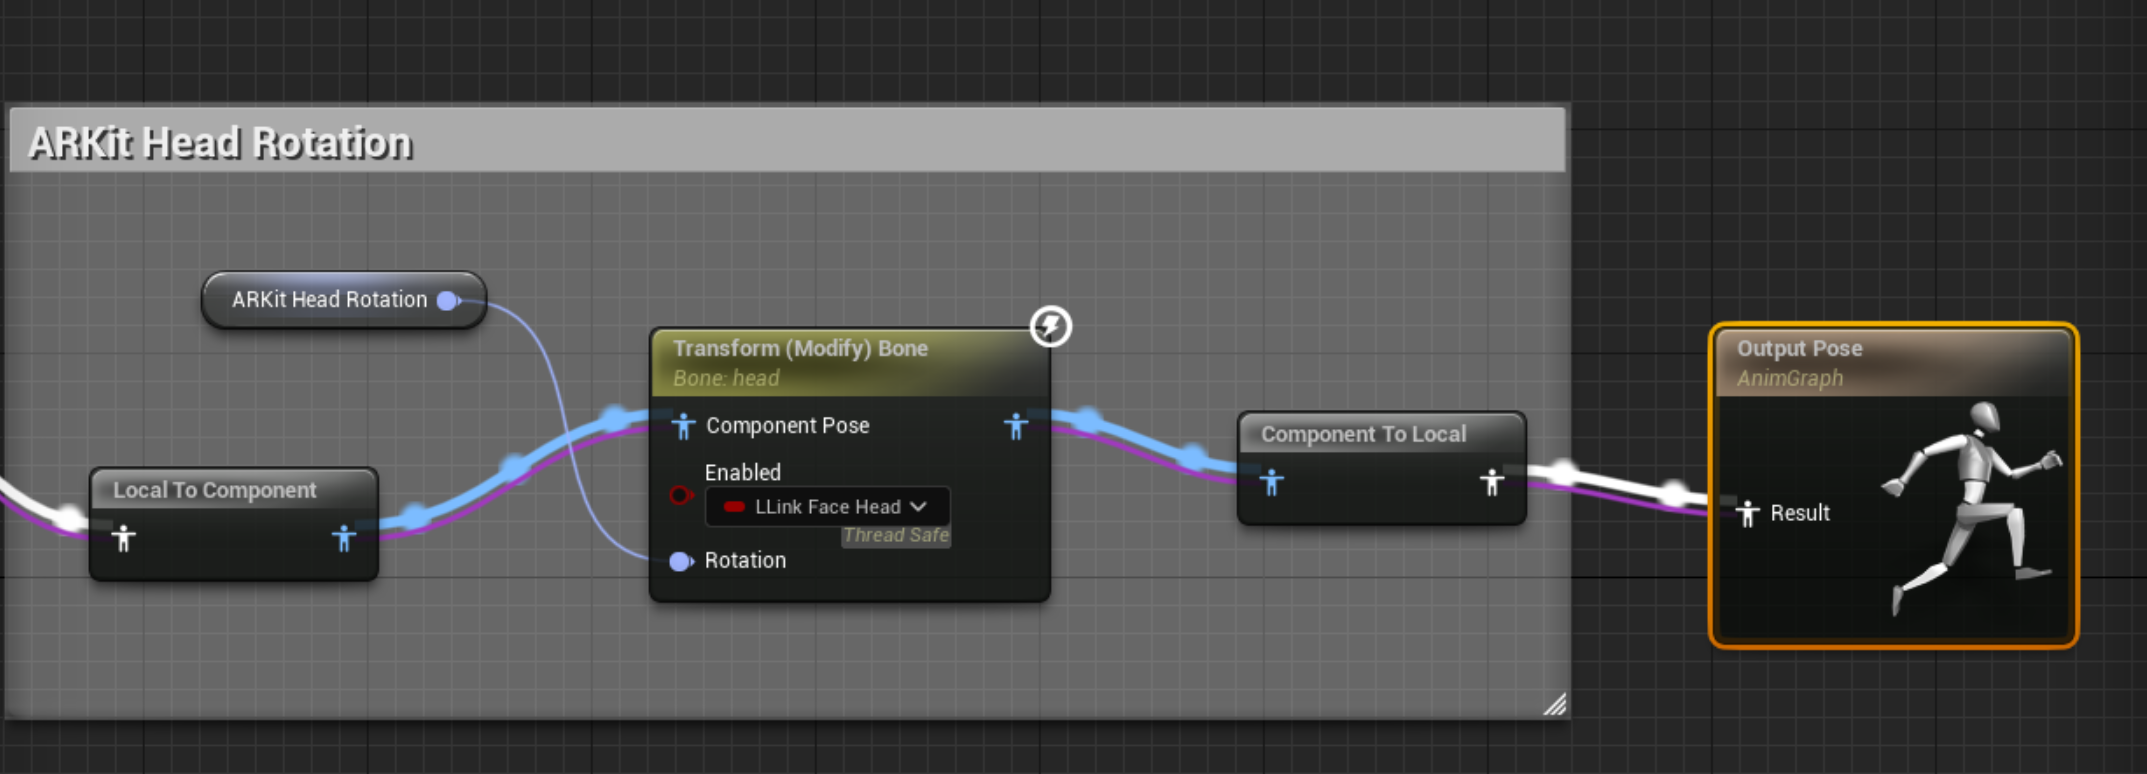 ARKit Head Rotation
ARKit Head Rotation
Transform (Modify) Bone
Bone: head
Component Pose
Enabled
LLink Face Head
Thread Safe
Rotation
Local To Component
Component To Local
Output Pose
AnimGraph
Result